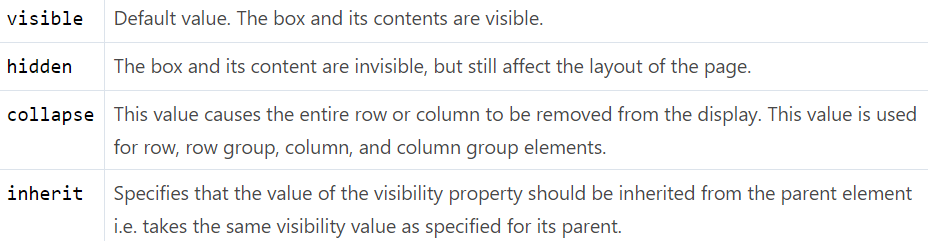 visible Default value. The box and its contents are visible.
hidden The box and its content are invisible, but still affect the layout of the page.
collapse This value causes the entire row or column to be removed from the display. This value is used
for row, row group, column, and column group elements.
inherit Specifies that the value of the visibility property should be inherited from the parent element
i.e. takes the same visibility value as specified for its parent.